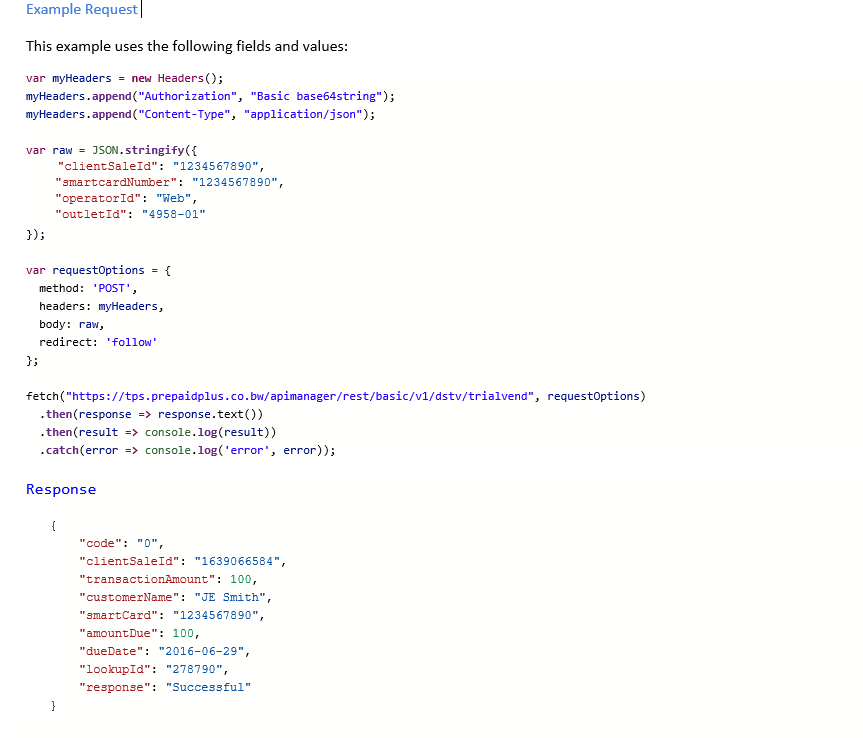 Example Request
This example uses the following fields and values:
var myHeaders = new Headers();
myHeaders.append("Authorization", "Basic base64string");
myHeaders.append("Content-Type", "application/json");
var raw = JSON.stringify({
"clientSaleId": "1234567890",
"smartcardNumber": "1234567890",
"operatorId": "Web",
"outletId": "4958-01"
});
var requestOptions = {
method: 'POST',
headers: myHeaders,
body: raw,
redirect: 'follow'
};
fetch("https://tps.prepaidplus.co.bw/apimanager/rest/basic/v1/dstv/trialvend", requestOptions)
.then(response => response.text())
.then(result => console.log(result))
.catch(error => console.log('error', error));
Response
{
"code": "0",
"clientSaleId": "1639066584",
"transactionAmount": 100,
"customerName": "JE Smith",
"smartCard": "1234567890",
"amountDue": 100,
"dueDate": "2016-06-29",
"lookupId": "278790",
"response": "Successful"
}